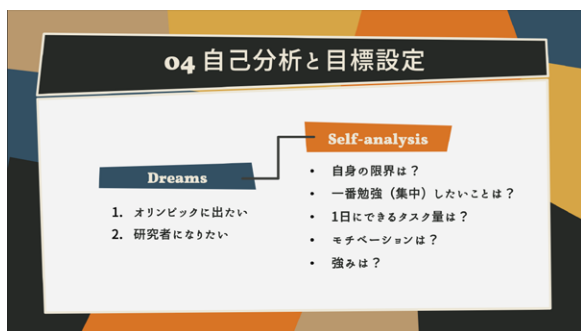 04 自己分析と目標設定
Dreams
1. オリンピックに出たい
2. 研究者になりたい
Self-analysis
• 自身の限界は？
• 一番勉強（集中）したいことは？
• 1日にできるタスク量は？
• モチベーションは？
• 強みは？